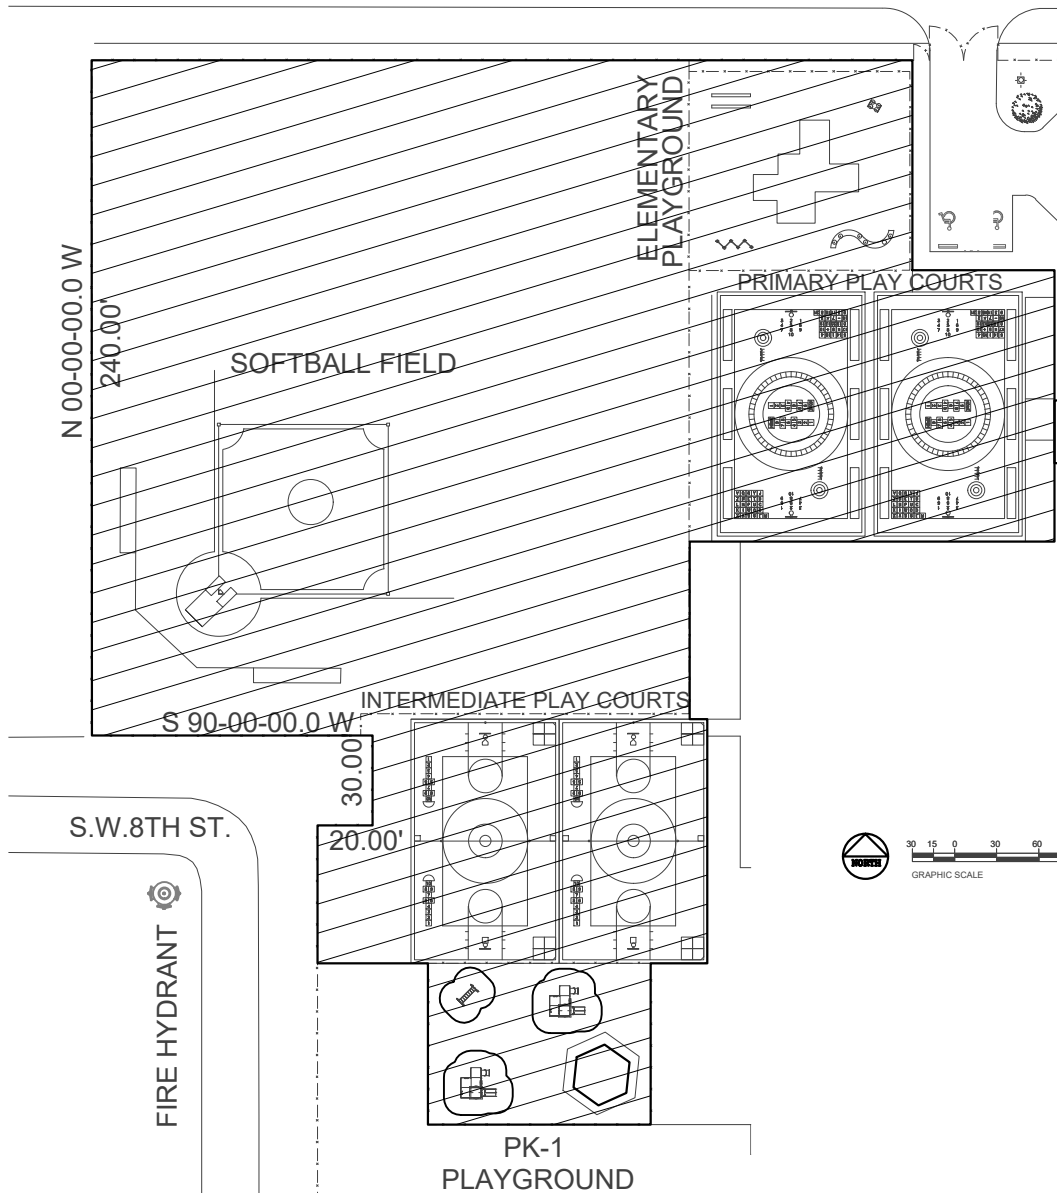 ELEMENTARY
PLAYGROUND
PRIMARY PLAY COURTS
N 00-00-00.0 W
240.00'
SOFTBALL FIELD
INTERMEDIATE PLAY COURTS
S 90-00-00.0 W
30.00'
20.00'
S.W.8TH ST.
FIRE HYDRANT
NORTH
30 15 0 30 60
GRAPHIC SCALE
PK-1
PLAYGROUND